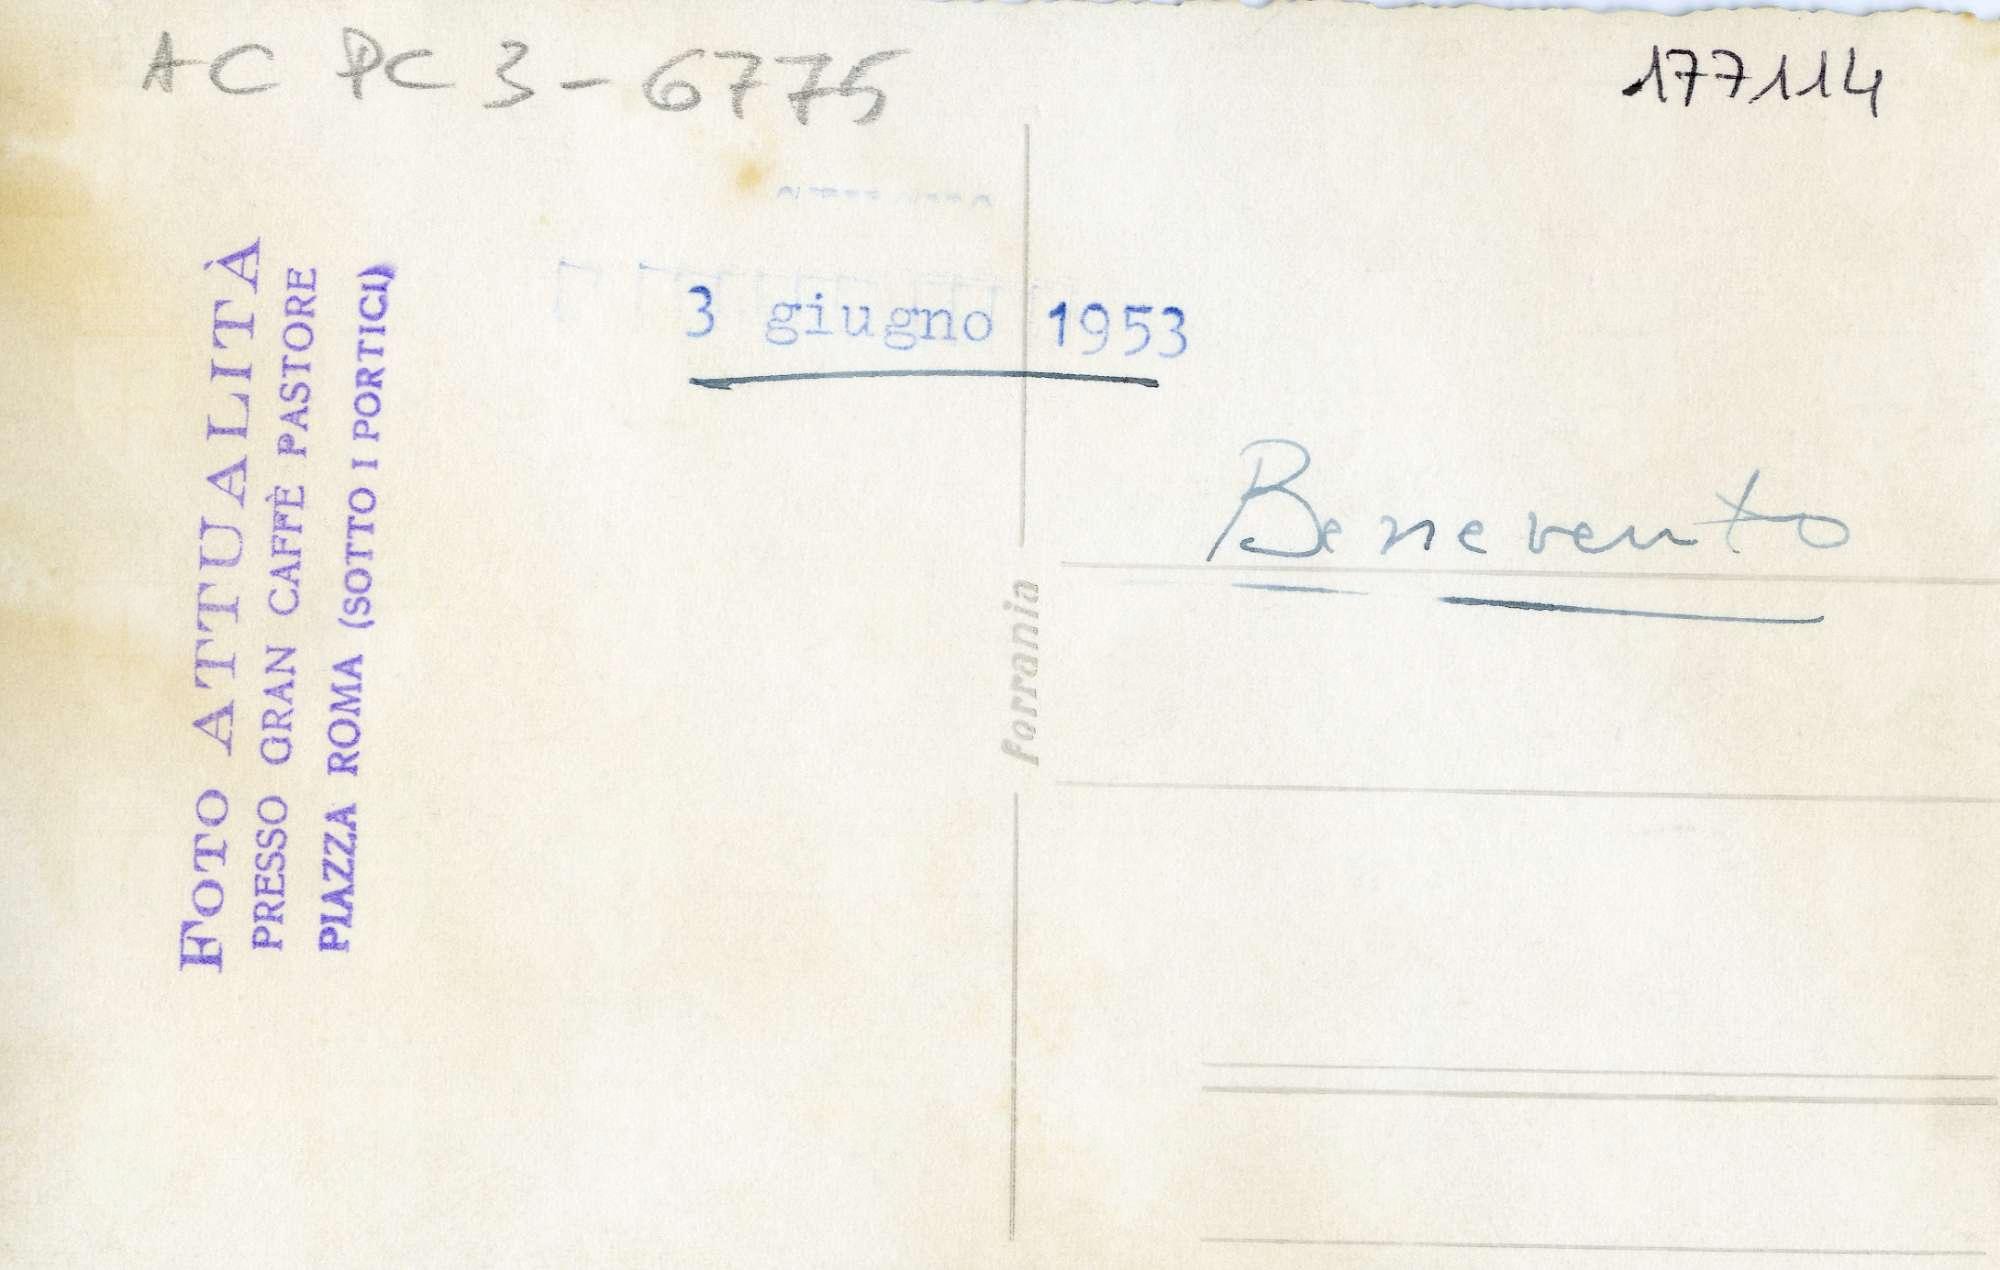 AC PC 3-6775
177114
3 giugno 1953
Benevento
FOTO ATTUALITÀ
PRESSO GRAN CAFFÈ PASTORE
PIAZZA ROMA (SOTTO I PORTICI)
ferrania